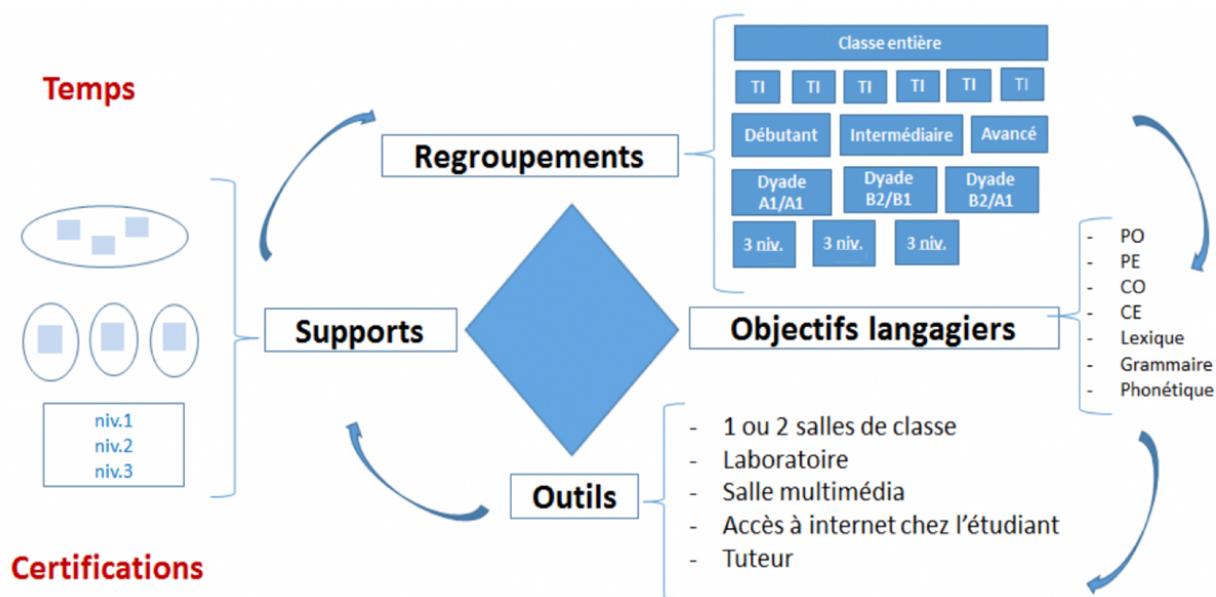 Temps
Regroupements
Classe entière
TI TI TI TI TI TI
Débutant Intermédiaire Avancé
Dyade A1/A1
Dyade B2/B1
Dyade B2/A1
3 niv. 3 niv. 3 niv.
Supports
niv.1
niv.2
niv.3
Objectifs langagiers
- PO
- PE
- CO
- CE
- Lexique
- Grammaire
- Phonétique
Outils
- 1 ou 2 salles de classe
- Laboratoire
- Salle multimédia
- Accès à internet chez l'étudiant
- Tuteur
Certifications